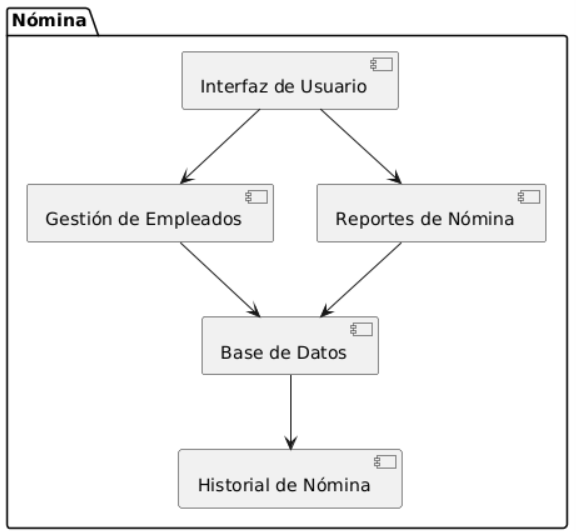 Nómina
Interfaz de Usuario
Gestión de Empleados
Reportes de Nómina
Base de Datos
Historial de Nómina